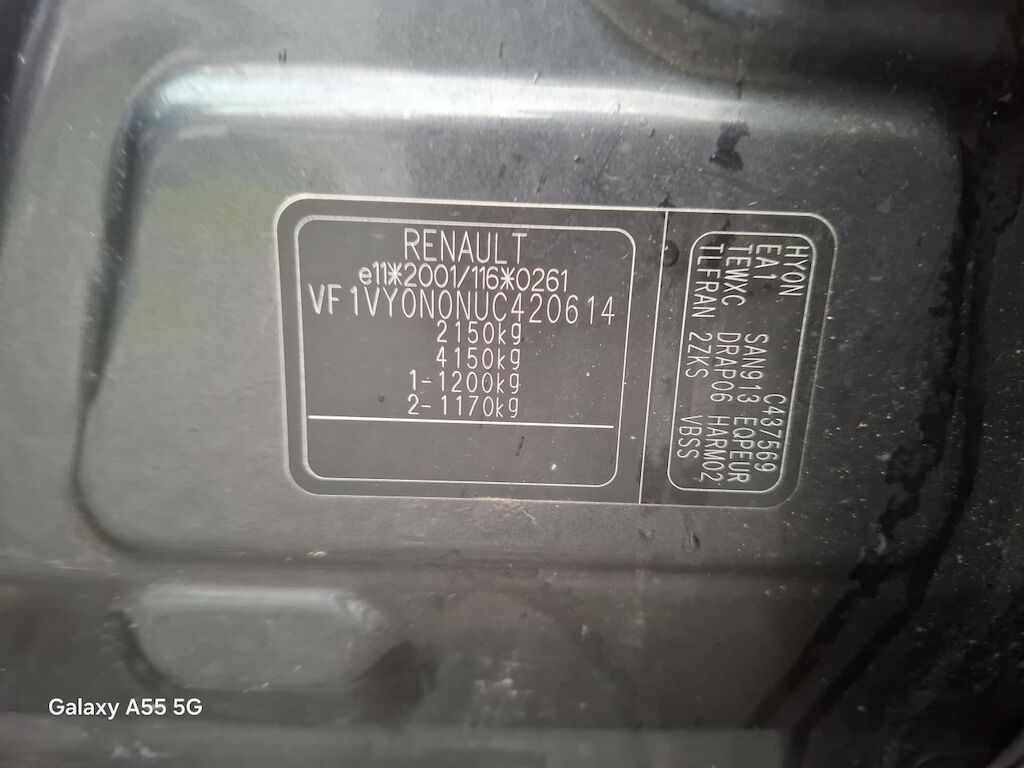 RENAULT
e11*2001/116*0261
VF1VY0N0NUC420614
2150kg
4150kg
1-1200kg
2-1170kg
HYON C437569
EA1 SAN913 EQPEUR
TEWXC DRAP06 HARM02
TLFRAN 2ZKS VBSS
Galaxy A55 5G